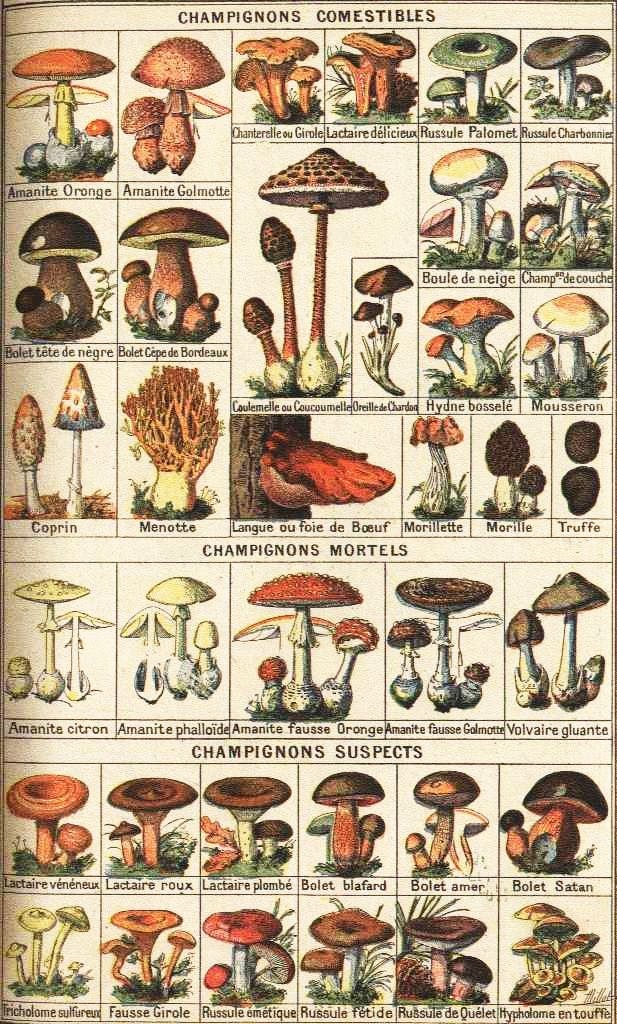 CHAMPIGNONS COMESTIBLES
Chanterelle ou Girole
Lactaire délicieux
Russule Palomet
Russule Charbonnier
Amanite Oronge
Amanite Golmotte
Boule de neige
Champ.on de couche
Bolet tête de nègre
Bolet Cèpe de Bordeaux
Coulemelle ou Coucoumelle
Oreille de Chardon
Hydne bosselé
Mousseron
Coprin
Menotte
Langue ou foie de Bœuf
Morillette
Morille
Truffe
CHAMPIGNONS MORTELS
Amanite citron
Amanite phalloïde
Amanite fausse Oronge
Amanite fausse Golmotte
Volvaire gluante
CHAMPIGNONS SUSPECTS
Lactaire vénéneux
Lactaire roux
Lactaire plombé
Bolet blafard
Bolet amer
Bolet Satan
Tricholome sulfureux
Fausse Girole
Russule émétique
Russule fétide
Russule de Quélet
Hypholome en touffe
Millot